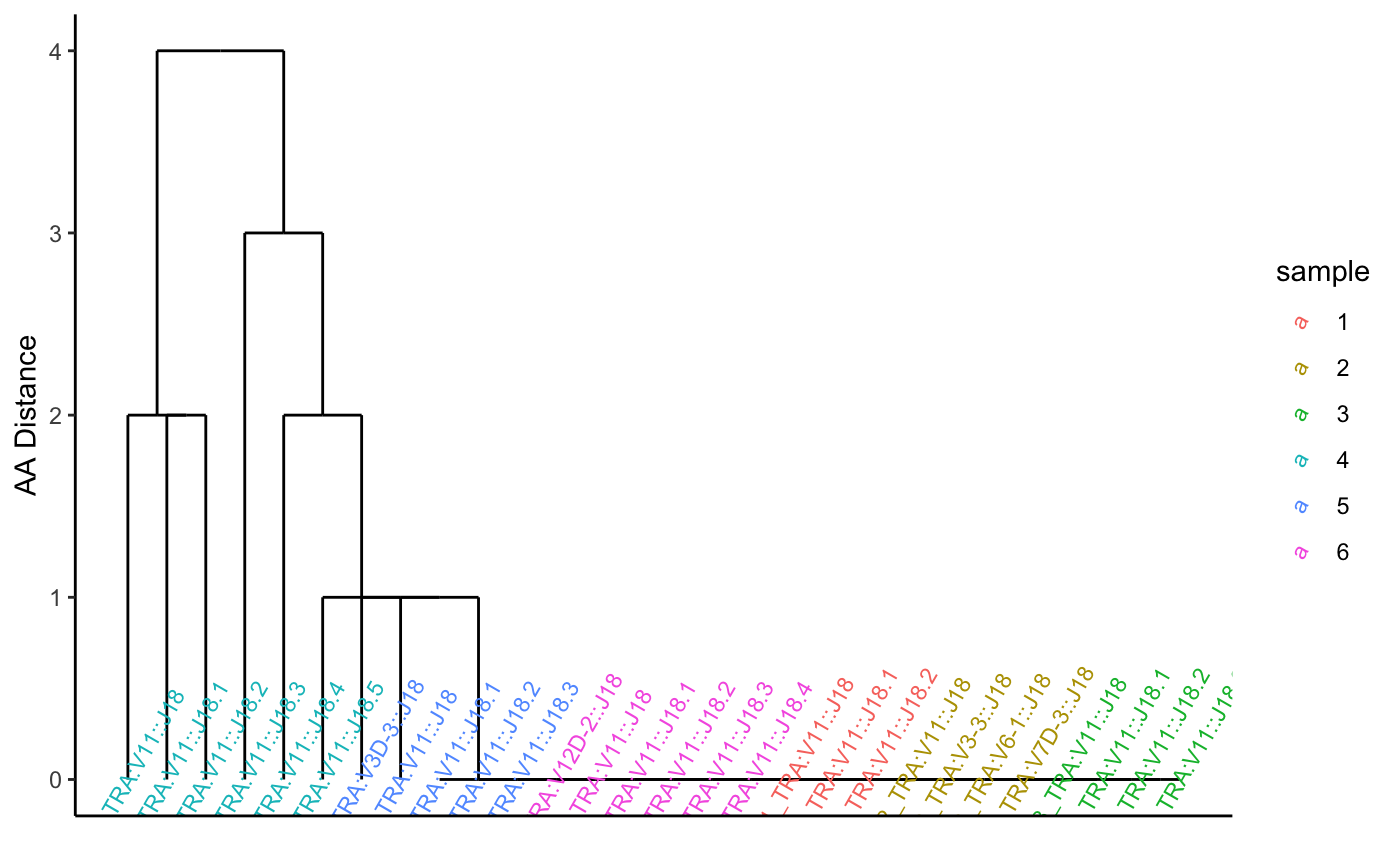 AA Distance
4
3
2
1
0
TRA:V11::J18
TRA:V11::J18.1
TRA:V11::J18.2
TRA:V11::J18.3
TRA:V11::J18.4
TRA:V11::J18.5
TRA:V3D-3::J18
TRA:V11::J18
TRA:V11::J18.1
TRA:V11::J18.2
TRA:V11::J18.3
RA:V12D-2::J18
TRA:V11::J18
TRA:V11::J18.1
TRA:V11::J18.2
TRA:V11::J18.3
TRA:V11::J18.4
_ TRA:V11::J18
TRA:V11::J18.1
TRA:V11::J18.2
_ TRA:V11::J18
TRA:V3-3::J18
TRA:V6-1::J18
TRA:V7D-3::J18
_ TRA:V11::J18
TRA:V11::J18.1
TRA:V11::J18.2
TRA:V11::J18
sample
a 1
a 2
a 3
a 4
a 5
a 6